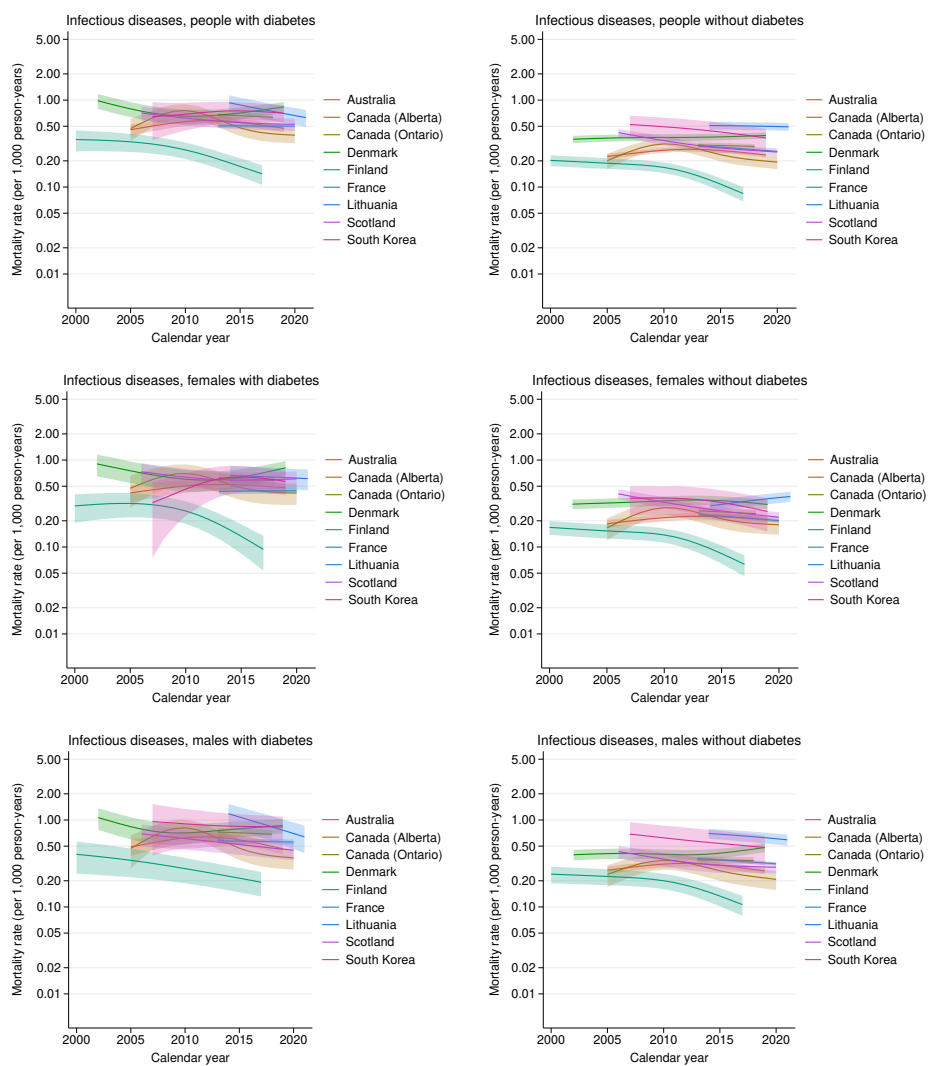 Infectious diseases, people with diabetes
Mortality rate (per 1,000 person-years)
5.00
2.00
1.00
0.50
0.20
0.10
0.05
0.02
0.01
2000 2005 2010 2015 2020
Calendar year
Australia
Canada (Alberta)
Canada (Ontario)
Denmark
Finland
France
Lithuania
Scotland
South Korea
Infectious diseases, people without diabetes
Mortality rate (per 1,000 person-years)
5.00
2.00
1.00
0.50
0.20
0.10
0.05
0.02
0.01
2000 2005 2010 2015 2020
Calendar year
Australia
Canada (Alberta)
Canada (Ontario)
Denmark
Finland
France
Lithuania
Scotland
South Korea
Infectious diseases, females with diabetes
Mortality rate (per 1,000 person-years)
5.00
2.00
1.00
0.50
0.20
0.10
0.05
0.02
0.01
2000 2005 2010 2015 2020
Calendar year
Australia
Canada (Alberta)
Canada (Ontario)
Denmark
Finland
France
Lithuania
Scotland
South Korea
Infectious diseases, females without diabetes
Mortality rate (per 1,000 person-years)
5.00
2.00
1.00
0.50
0.20
0.10
0.05
0.02
0.01
2000 2005 2010 2015 2020
Calendar year
Australia
Canada (Alberta)
Canada (Ontario)
Denmark
Finland
France
Lithuania
Scotland
South Korea
Infectious diseases, males with diabetes
Mortality rate (per 1,000 person-years)
5.00
2.00
1.00
0.50
0.20
0.10
0.05
0.02
0.01
2000 2005 2010 2015 2020
Calendar year
Australia
Canada (Alberta)
Canada (Ontario)
Denmark
Finland
France
Lithuania
Scotland
South Korea
Infectious diseases, males without diabetes
Mortality rate (per 1,000 person-years)
5.00
2.00
1.00
0.50
0.20
0.10
0.05
0.02
0.01
2000 2005 2010 2015 2020
Calendar year
Australia
Canada (Alberta)
Canada (Ontario)
Denmark
Finland
France
Lithuania
Scotland
South Korea